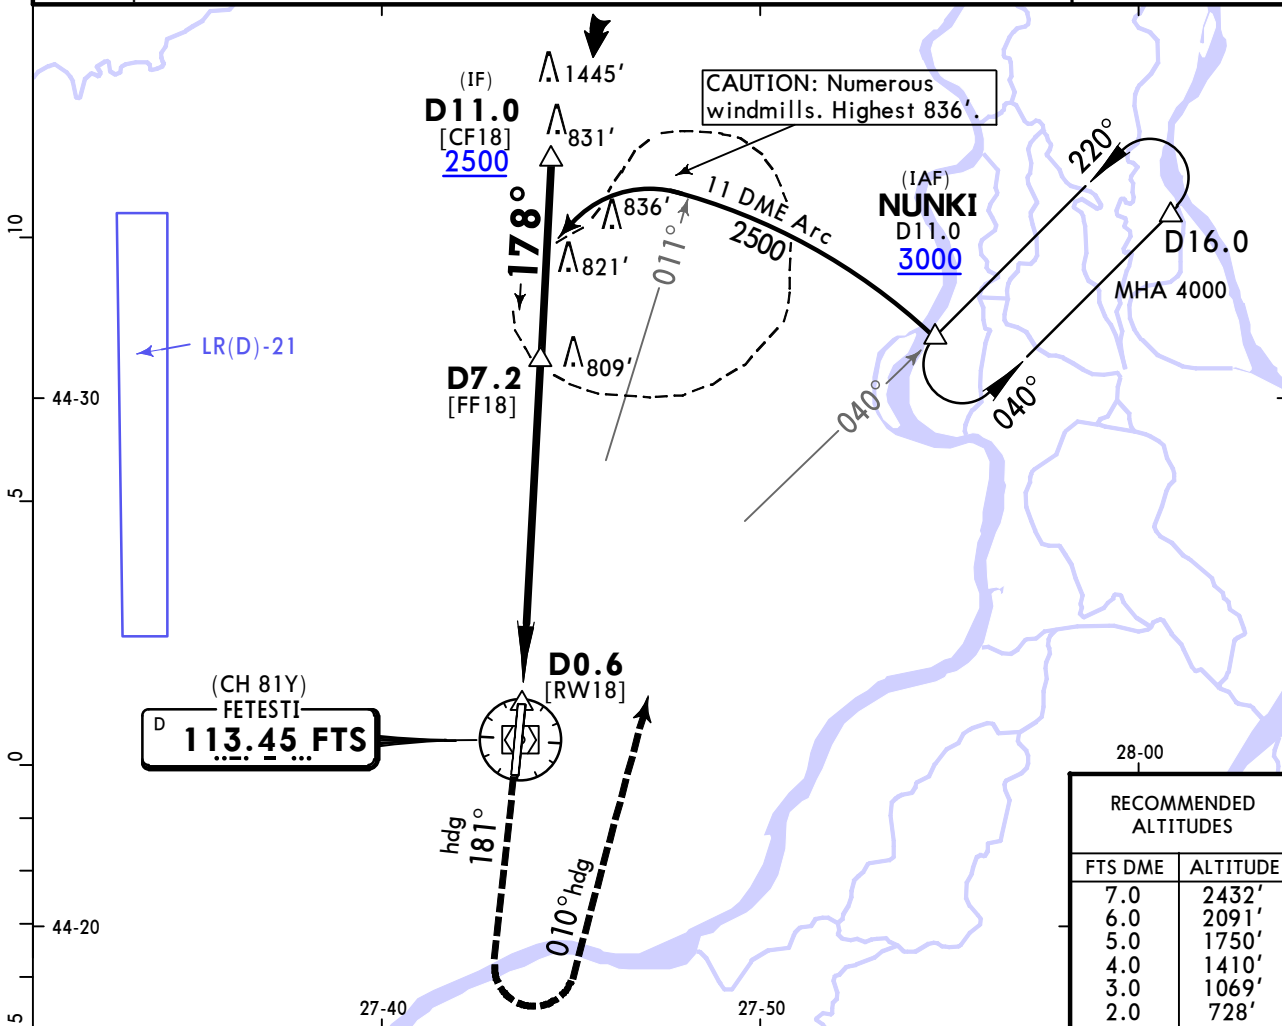 1445'
(IF)
D11.0
[CF18]
2500
831'
CAUTION: Numerous
windmills. Highest 836'.
220°
(IAF)
NUNKI
D11.0
3000
11 DME Arc
2500
836'
178°
011°
821'
D16.0
MHA 4000
10
LR(D)-21
809'
D7.2
[FF18]
040°
040°
44-30
5
D0.6
[RW18]
(CH 81Y)
FETESTI
D 113.45 FTS
0
28-00
hdg
181°
010°hdg
RECOMMENDED
ALTITUDES
FTS DME ALTITUDE
7.0 2432'
6.0 2091'
5.0 1750'
4.0 1410'
3.0 1069'
2.0 728'
44-20
5
27-40
27-50